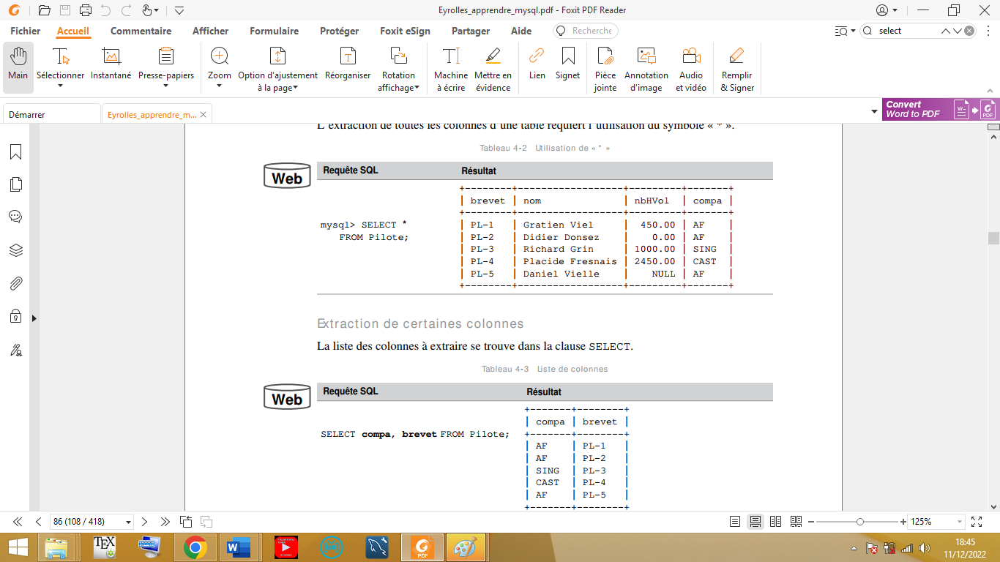 Eyrolles_apprendre_mysql.pdf - Foxit PDF Reader
Fichier Accueil Commentaire Afficher Formulaire Protéger Foxit eSign Partager Aide Recherche select
Main Sélectionner Instantané Presse-papiers Zoom Option d'ajustement à la page Réorganiser Rotation affichage Machine à écrire Mettre en évidence Lien Signet Pièce jointe Annotation d'image Audio et vidéo Remplir & Signer
Démarrer Eyrolles_apprendre_m...
Convert
Word to PDF
W
PDF
L'extraction de toutes les colonnes d'une table requiert l'utilisation du symbole « * ».
Tableau 4-2 Utilisation de « * »
Web
Requête SQL Résultat
+--------+------------------+---------+-------+
| brevet | nom | nbHVol | compa |
+--------+------------------+---------+-------+
mysql> SELECT * | PL-1 | Gratien Viel | 450.00 | AF |
FROM Pilote; | PL-2 | Didier Donsez | 0.00 | AF |
| PL-3 | Richard Grin | 1000.00 | SING |
| PL-4 | Placide Fresnais | 2450.00 | CAST |
| PL-5 | Daniel Vielle | NULL | AF |
+--------+------------------+---------+-------+
Extraction de certaines colonnes
La liste des colonnes à extraire se trouve dans la clause SELECT.
Tableau 4-3 Liste de colonnes
Web
Requête SQL Résultat
+-------+--------+
| compa | brevet |
SELECT compa, brevet FROM Pilote; +-------+--------+
| AF | PL-1 |
| AF | PL-2 |
| SING | PL-3 |
| CAST | PL-4 |
| AF | PL-5 |
+-------+--------+
86 (108 / 418) 125%
TEX W PDF
18:45
11/12/2022